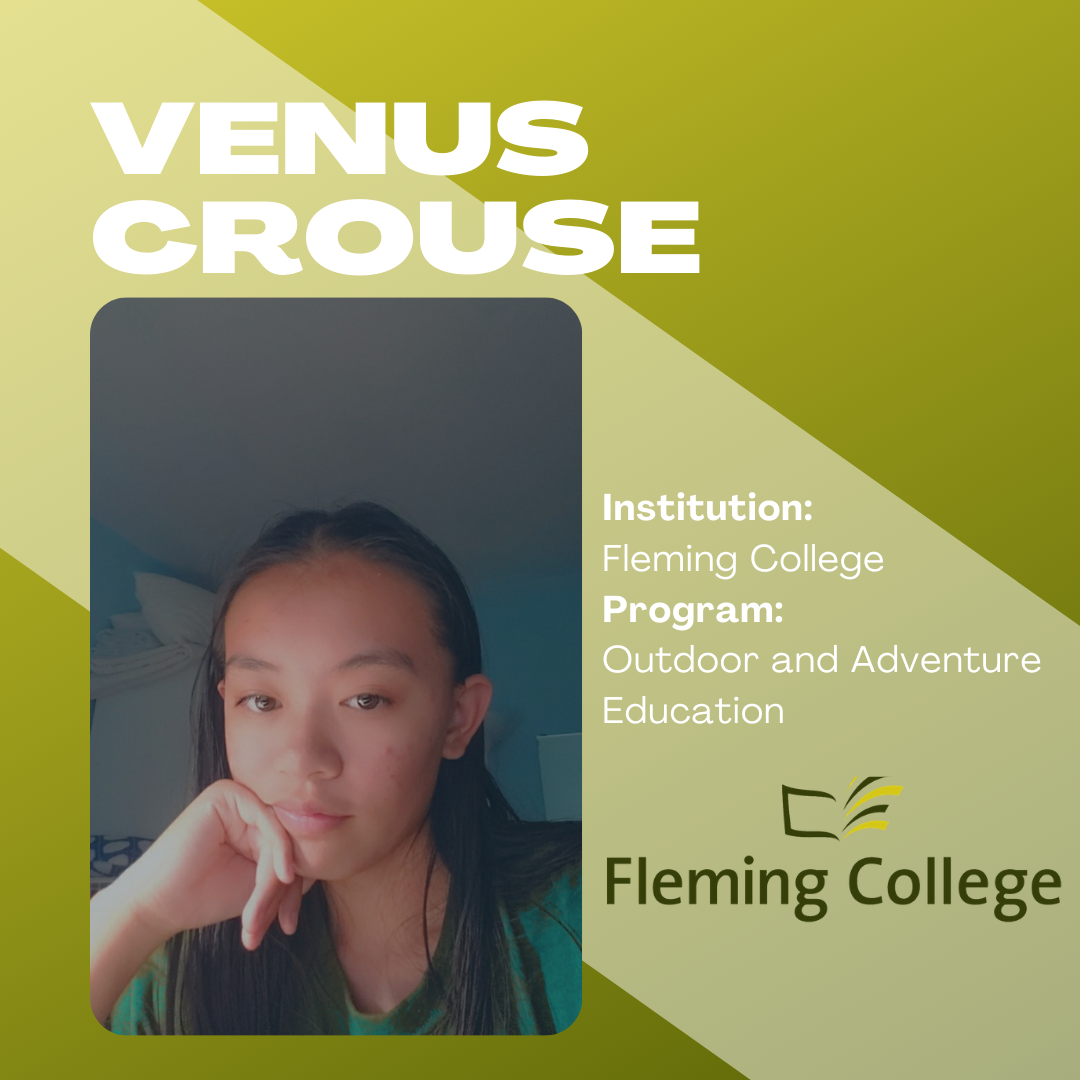 VENUS
CROUSE
Institution:
Fleming College
Program:
Outdoor and Adventure
Education
Fleming College